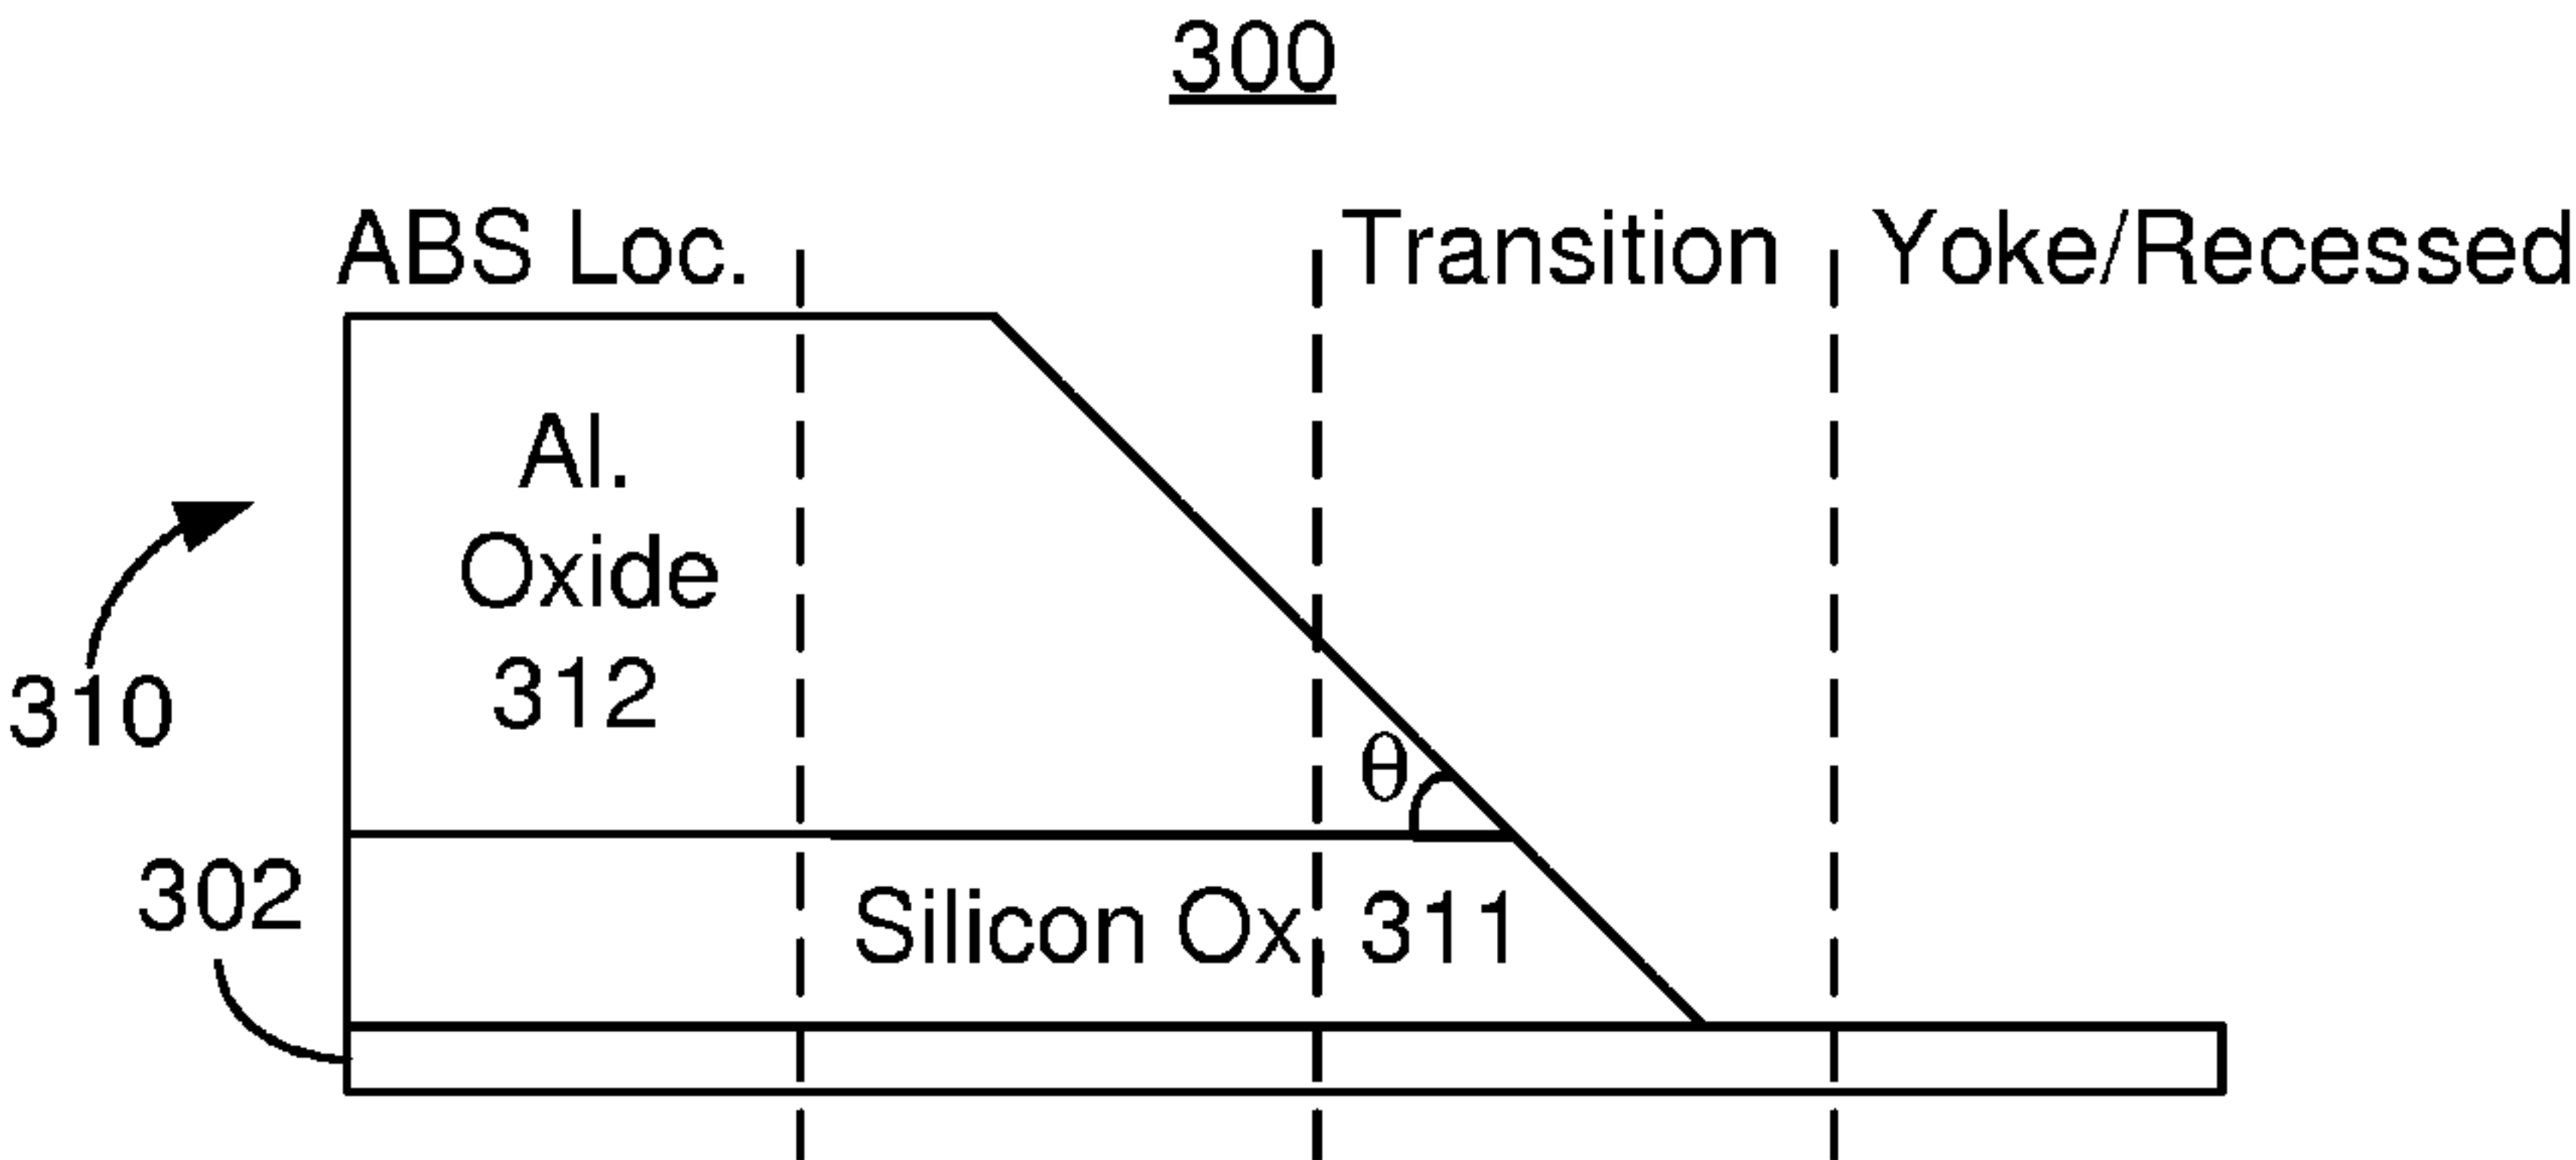 300
ABS Loc.
Transition
Yoke/Recessed
Al.
Oxide
312
310
θ
302
Silicon Ox. 311